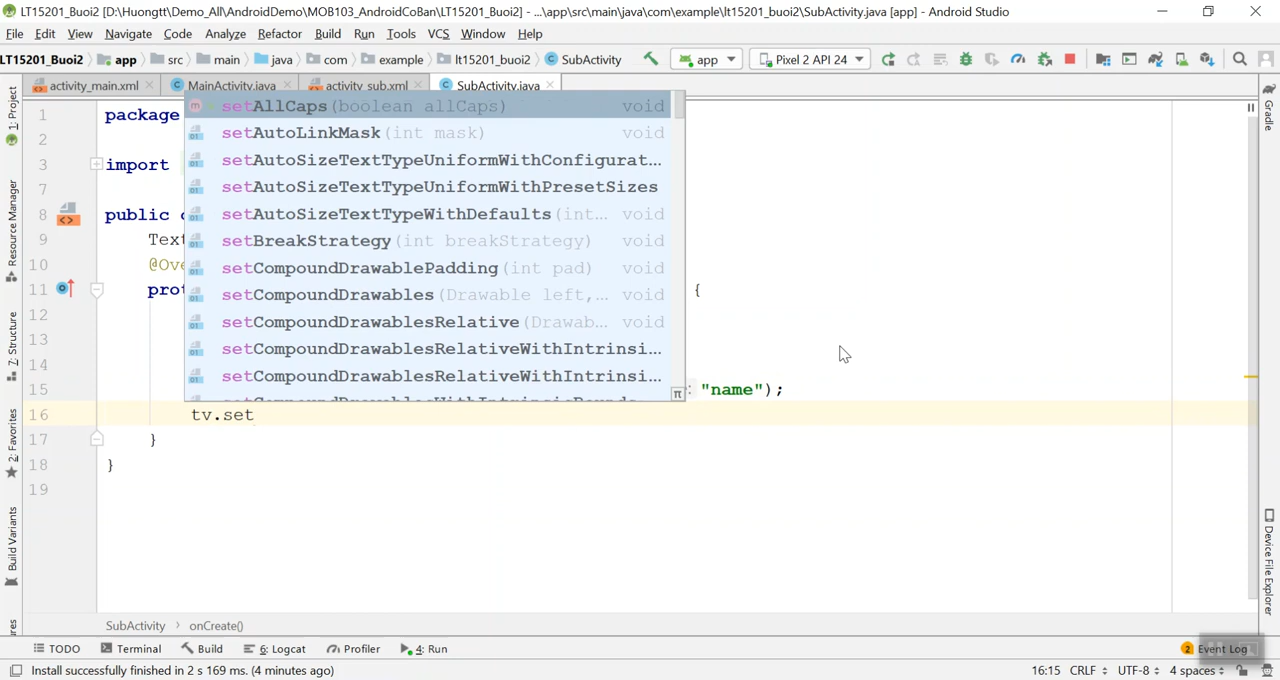 LT15201_Buoi2 [D:\Huongtt\Demo_All\AndroidDemo\MOB103_AndroidCoBan\LT15201_Buoi2] - ...\app\src\main\java\com\example\lt15201_buoi2\SubActivity.java [app] - Android Studio
File Edit View Navigate Code Analyze Refactor Build Run Tools VCS Window Help
LT15201_Buoi2 app src main java com example lt15201_buoi2 SubActivity app Pixel 2 API 24
activity_main.xml MainActivity.java activity_sub.xml SubActivity.java
1: Project
Resource Manager
7: Structure
2: Favorites
Build Variants
Gradle
Device File Explorer
1 package
setAllCaps(boolean allCaps) void
2
setAutoLinkMask(int mask) void
3 import
setAutoSizeTextTypeUniformWithConfigurat...
7
setAutoSizeTextTypeUniformWithPresetSizes
8 public c
setAutoSizeTextTypeWithDefaults(int... void
9 Tex
setBreakStrategy(int breakStrategy) void
10 @Ove
setCompoundDrawablePadding(int pad) void
11 pro {
setCompoundDrawables(Drawable left,... void
12
setCompoundDrawablesRelative(Drawab... void
13
setCompoundDrawablesRelativeWithIntrinsi...
14
setCompoundDrawablesRelativeWithIntrinsi...
15 : "name");
π
16 tv.set
17 }
18 }
19
SubActivity onCreate()
TODO Terminal Build 6: Logcat Profiler 4: Run 2 Event Log
Install successfully finished in 2 s 169 ms. (4 minutes ago) 16:15 CRLF UTF-8 4 spaces